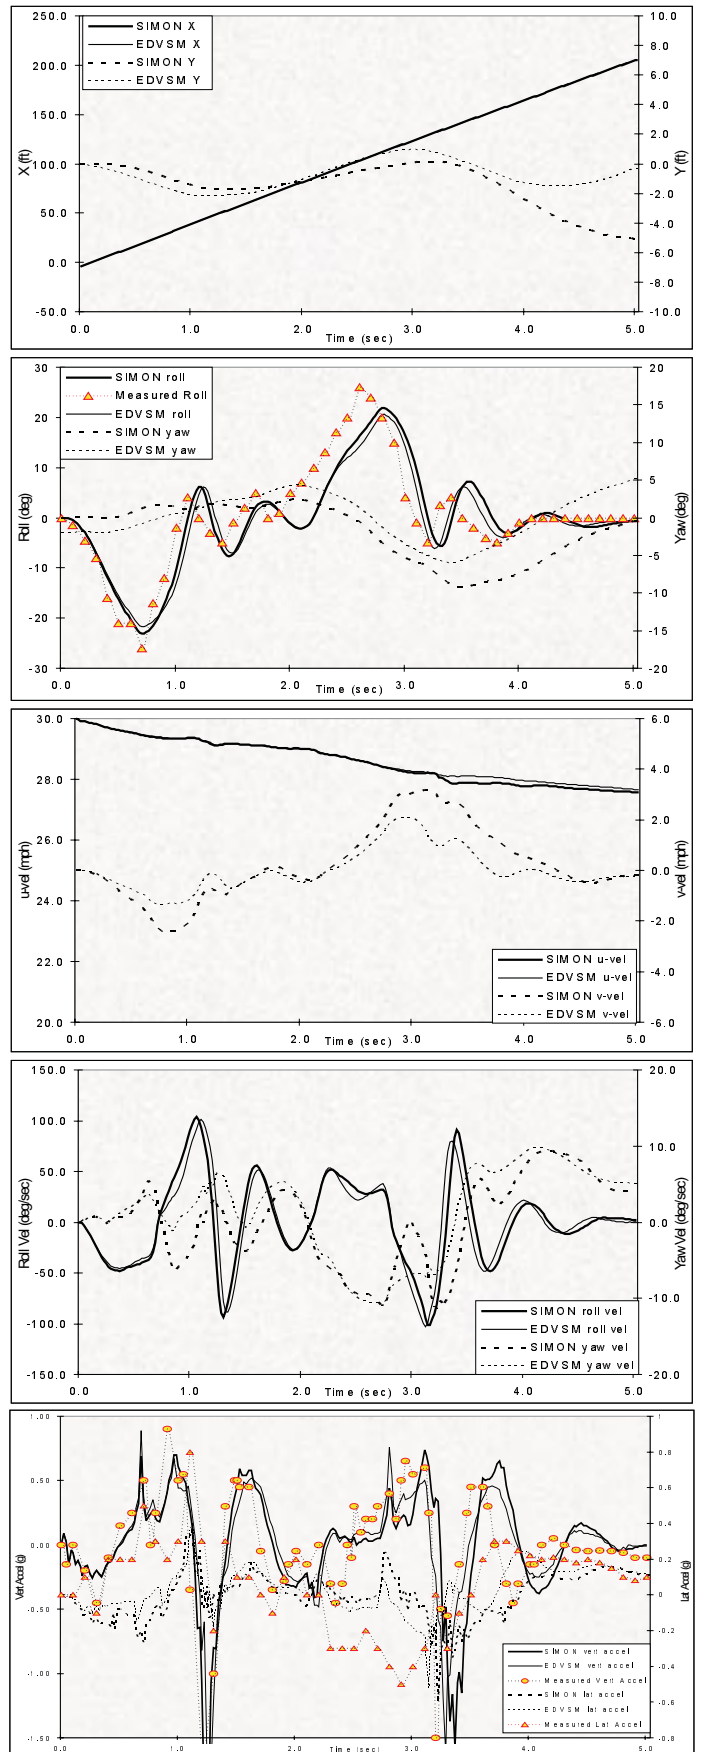 250.0
200.0
150.0
100.0
50.0
0.0
-50.0
X (ft)
SIMON X
EDVSM X
SIMON Y
EDVSM Y
10.0
8.0
6.0
4.0
2.0
0.0
-2.0
-4.0
-6.0
-8.0
-10.0
Y (ft)
0.0 1.0 2.0 3.0 4.0 5.0
Time (sec)
30
20
10
0
-10
-20
-30
Roll (deg)
SIMON roll
Measured Roll
EDVSM roll
SIMON yaw
EDVSM yaw
20
15
10
5
0
-5
-10
-15
-20
Yaw (deg)
0.0 1.0 2.0 3.0 4.0 5.0
Time (sec)
30.0
28.0
26.0
24.0
22.0
20.0
u-vel (mph)
6.0
4.0
2.0
0.0
-2.0
-4.0
-6.0
v-vel (mph)
SIMON u-vel
EDVSM u-vel
SIMON v-vel
EDVSM v-vel
0.0 1.0 2.0 3.0 4.0 5.0
Time (sec)
150.0
100.0
50.0
0.0
-50.0
-100.0
-150.0
Roll Vel (deg/sec)
20.0
10.0
0.0
-10.0
-20.0
Yaw Vel (deg/sec)
SIMON roll vel
EDVSM roll vel
SIMON yaw vel
EDVSM yaw vel
0.0 1.0 2.0 3.0 4.0 5.0
Time (sec)
1.00
0.50
0.00
-0.50
-1.00
-1.50
Vert Accel (g)
1
0.8
0.6
0.4
0.2
0
-0.2
-0.4
-0.6
-0.8
Lat Accel (g)
SIMON vert accel
EDVSM vert accel
Measured Vert Accel
SIMON lat accel
EDVSM lat accel
Measured Lat Accel
0.0 1.0 2.0 3.0 4.0 5.0
Time (sec)